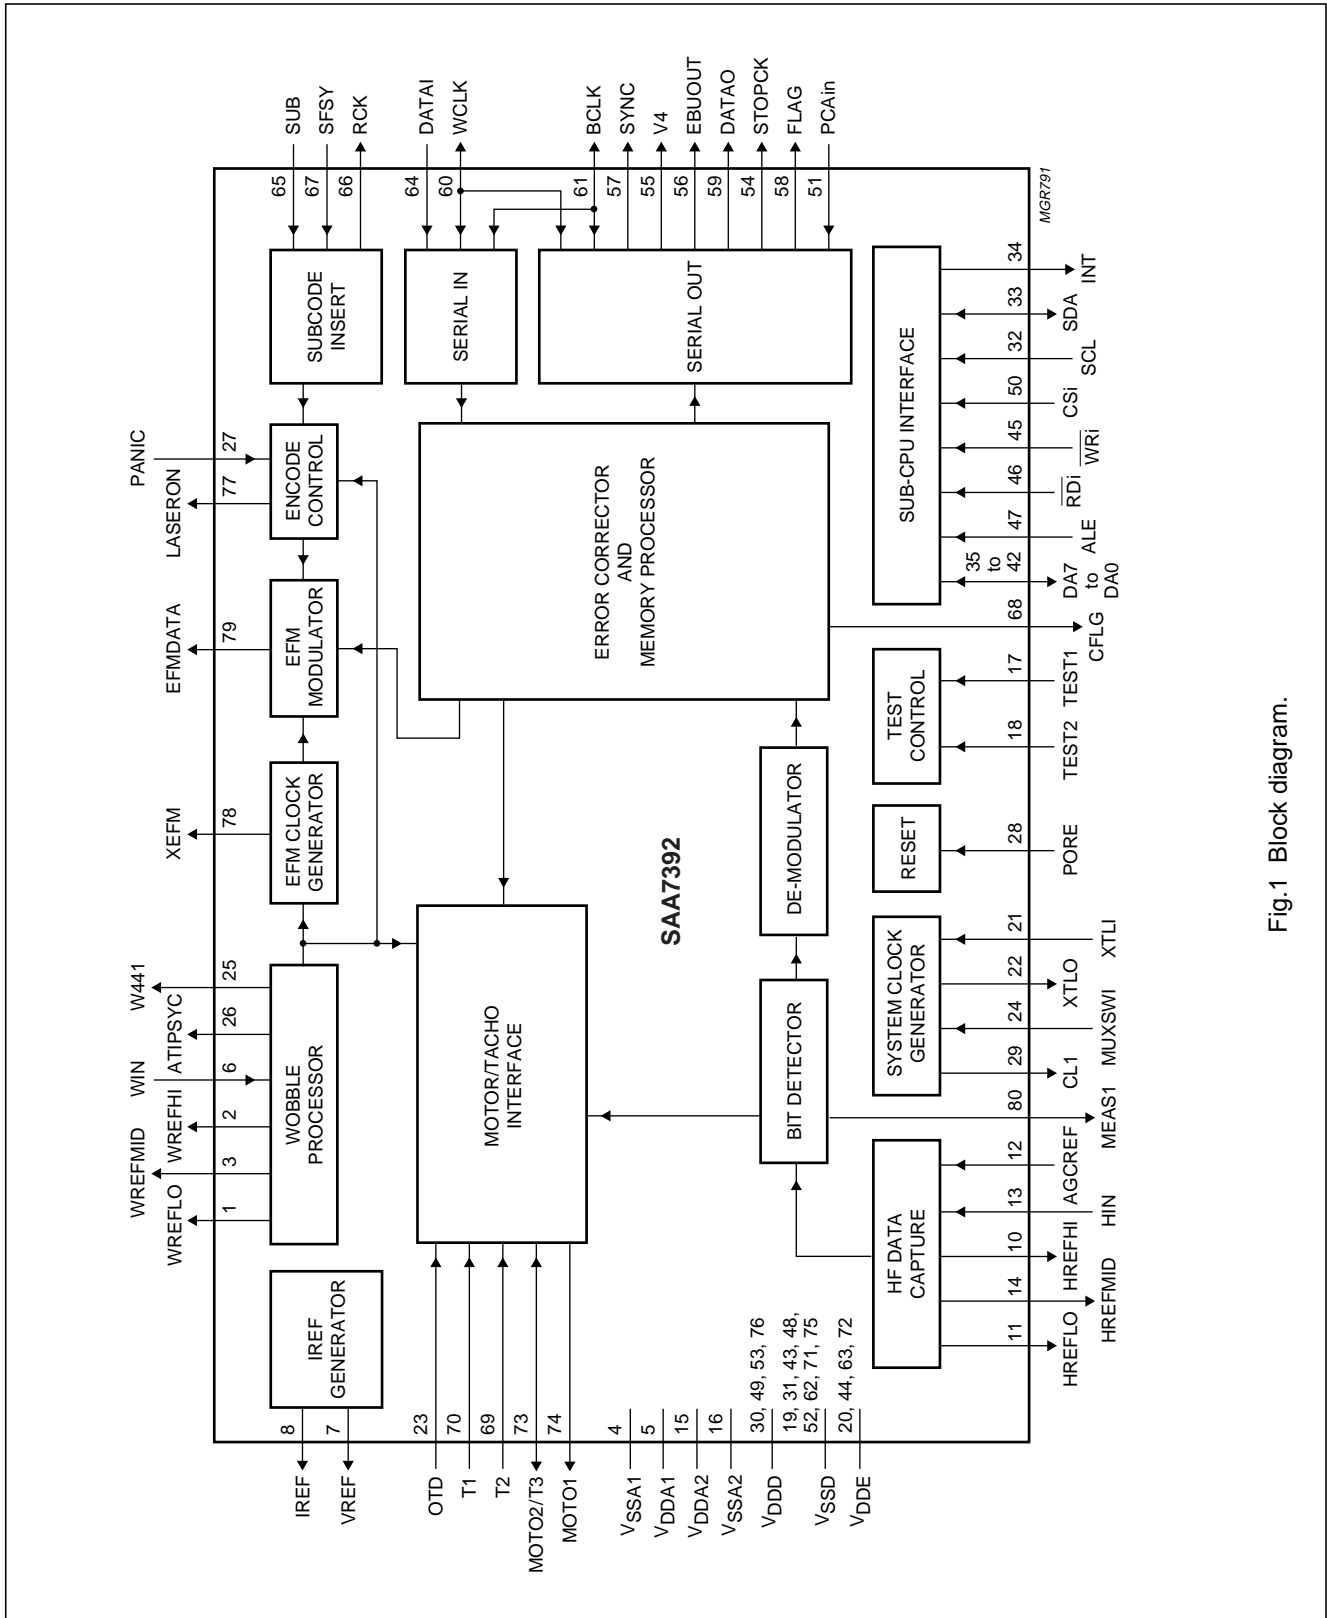 WREFLO
WREFMID
WREFHI
WIN
ATIPSYC
W441
XEFM
EFMDATA
LASERON
PANIC
1
3
2
6
26
25
78
79
77
27
IREF
GENERATOR
WOBBLE
PROCESSOR
EFM CLOCK
GENERATOR
EFM
MODULATOR
ENCODE
CONTROL
SUBCODE
INSERT
65
67
66
SUB
SFSY
RCK
IREF
VREF
8
7
SERIAL IN
64
60
DATAI
WCLK
OTD
T1
T2
MOTO2/T3
MOTO1
23
70
69
73
74
MOTOR/TACHO
INTERFACE
ERROR CORRECTOR
AND
MEMORY PROCESSOR
SERIAL OUT
61
57
55
56
59
54
58
51
BCLK
SYNC
V4
EBUOUT
DATAO
STOPCK
FLAG
PCAin
SAA7392
VSSA1
VDDA1
VDDA2
VSSA2
VDDD
VSSD
VDDE
4
5
15
16
30, 49, 53, 76
19, 31, 43, 48,
52, 62, 71, 75
20, 44, 63, 72
BIT DETECTOR
DE-MODULATOR
HF DATA
CAPTURE
SYSTEM CLOCK
GENERATOR
RESET
TEST
CONTROL
SUB-CPU INTERFACE
11
14
10
13
12
80
29
24
22
21
28
18
17
68
35
to
42
47
46
45
50
32
33
34
HREFLO
HREFMID
HREFHI
HIN
AGCREF
MEAS1
CL1
MUXSWI
XTLO
XTLI
PORE
TEST2
TEST1
CFLG
DA7
to
DA0
ALE
RDi
WRi
CSi
SCL
SDA
INT
MGR791
Fig.1 Block diagram.